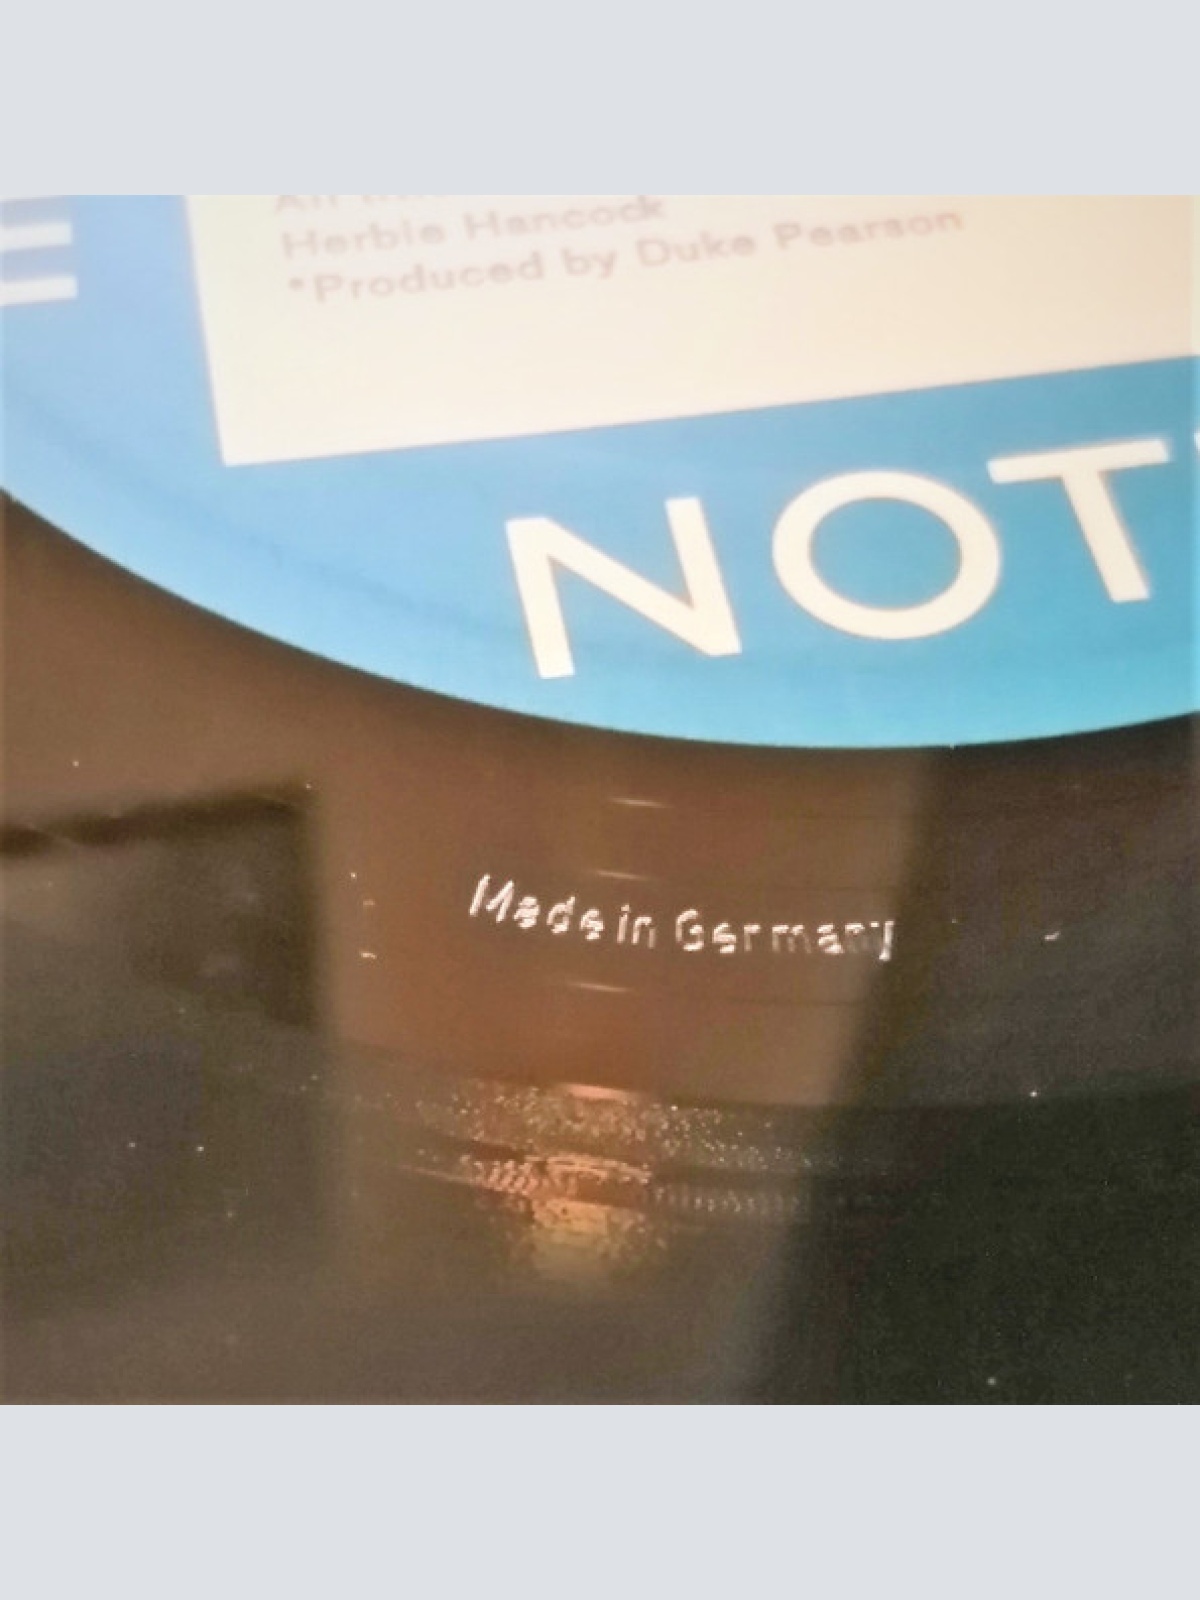 E
Herbie Hancock
*Produced by Duke Pearson
NOT
Made in Germany